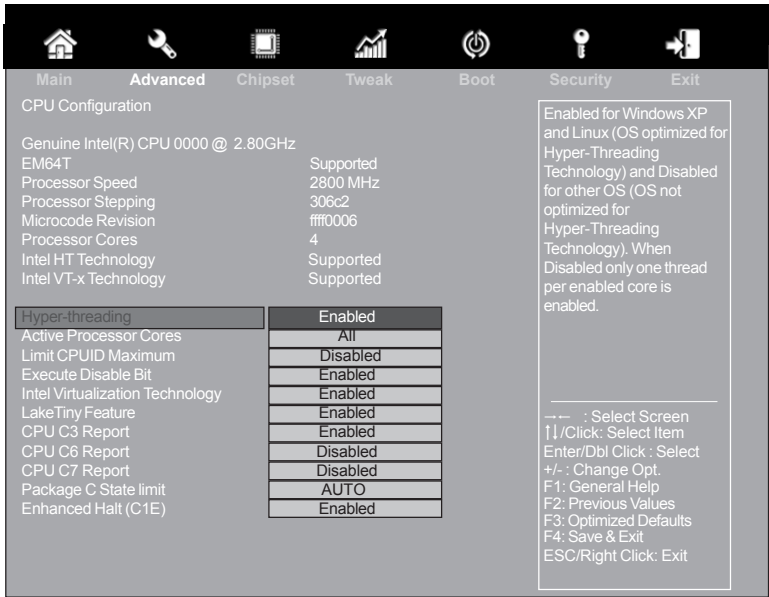 Main Advanced Chipset Tweak Boot Security Exit
CPU Configuration
Genuine Intel(R) CPU 0000 @ 2.80GHz
EM64T Supported
Processor Speed 2800 MHz
Processor Stepping 306c2
Microcode Revision ffff0006
Processor Cores 4
Intel HT Technology Supported
Intel VT-x Technology Supported
Hyper-threading Enabled
Active Processor Cores All
Limit CPUID Maximum Disabled
Execute Disable Bit Enabled
Intel Virtualization Technology Enabled
LakeTiny Feature Enabled
CPU C3 Report Enabled
CPU C6 Report Disabled
CPU C7 Report Disabled
Package C State limit AUTO
Enhanced Halt (C1E) Enabled
Enabled for Windows XP
and Linux (OS optimized for
Hyper-Threading
Technology) and Disabled
for other OS (OS not
optimized for
Hyper-Threading
Technology). When
Disabled only one thread
per enabled core is
enabled.
→← : Select Screen
↑↓/Click: Select Item
Enter/Dbl Click : Select
+/- : Change Opt.
F1: General Help
F2: Previous Values
F3: Optimized Defaults
F4: Save & Exit
ESC/Right Click: Exit